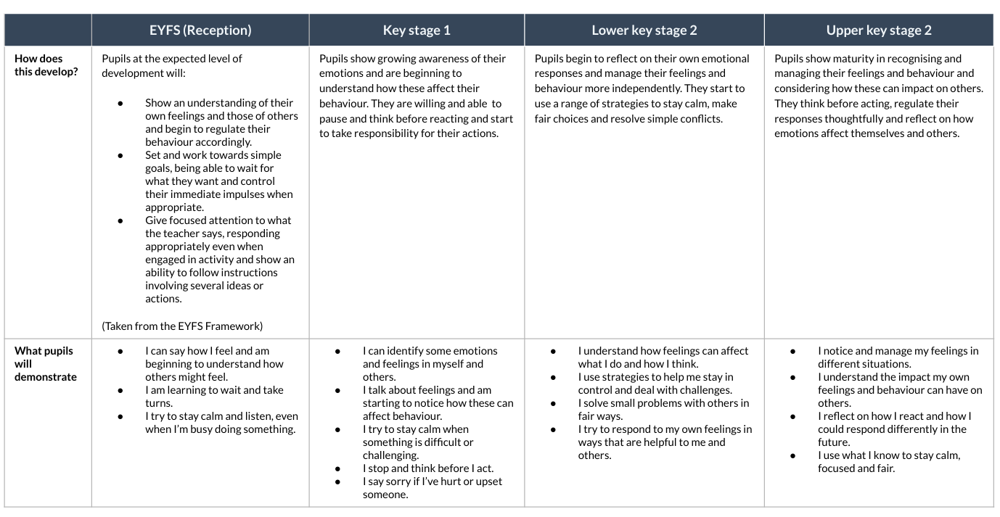 EYFS (Reception)
Key stage 1
Lower key stage 2
Upper key stage 2
How does
this develop?
Pupils at the expected level of
development will:
● Show an understanding of their
own feelings and those of others
and begin to regulate their
behaviour accordingly.
● Set and work towards simple
goals, being able to wait for
what they want and control
their immediate impulses when
appropriate.
● Give focused attention to what
the teacher says, responding
appropriately even when
engaged in activity and show an
ability to follow instructions
involving several ideas or
actions.
(Taken from the EYFS Framework)
Pupils show growing awareness of their
emotions and are beginning to
understand how these affect their
behaviour. They are willing and able  to
pause and think before reacting and start
to take responsibility for their actions.
Pupils begin to reflect on their own emotional
responses and manage their feelings and
behaviour more independently. They start to
use a range of strategies to stay calm, make
fair choices and resolve simple conflicts.
Pupils show maturity in recognising and
managing their feelings and behaviour and
considering how these can impact on others.
They think before acting, regulate their
responses thoughtfully and reflect on how
emotions affect themselves and others.
What pupils
will
demonstrate
● I can say how I feel and am
beginning to understand how
others might feel.
● I am learning to wait and take
turns.
● I try to stay calm and listen, even
when I'm busy doing something.
● I can identify some emotions
and feelings in myself and
others.
● I talk about feelings and am
starting to notice how these can
affect behaviour.
● I try to stay calm when
something is difficult or
challenging.
● I stop and think before I act.
● I say sorry if I've hurt or upset
someone.
● I understand how feelings can affect
what I do and how I think.
● I use strategies to help me stay in
control and deal with challenges.
● I solve small problems with others in
fair ways.
● I try to respond to my own feelings in
ways that are helpful to me and
others.
● I notice and manage my feelings in
different situations.
● I understand the impact my own
feelings and behaviour can have on
others.
● I reflect on how I react and how I
could respond differently in the
future.
● I use what I know to stay calm,
focused and fair.